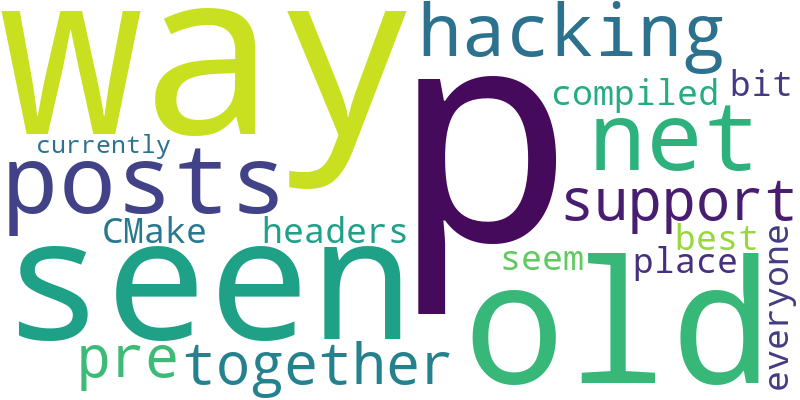 way
hacking
p
compiled
bit
net
currently
posts
support
CMake
headers
seen
best
seem
place
everyone
old
pre
together